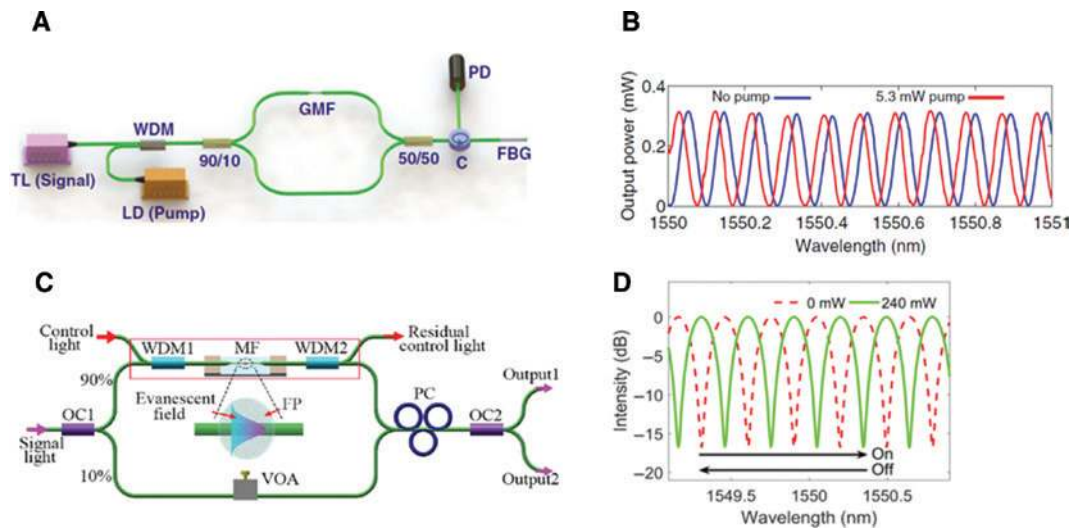 A
PD
GMF
WDM
90/10
50/50
C
FBG
TL (Signal)
LD (Pump)
B
No pump
5.3 mW pump
Output power (mW)
0.4
0.2
0
1550
1550.2
1550.4
1550.6
1550.8
1551
Wavelength (nm)
C
Control
light
WDM1
MF
WDM2
Residual
control light
90%
Evanescent
field
FP
PC
Output1
OC1
OC2
Signal
light
10%
VOA
Output2
D
0 mW
240 mW
Intensity (dB)
0
−5
−10
−15
−20
On
Off
1549.5
1550
1550.5
Wavelength (nm)